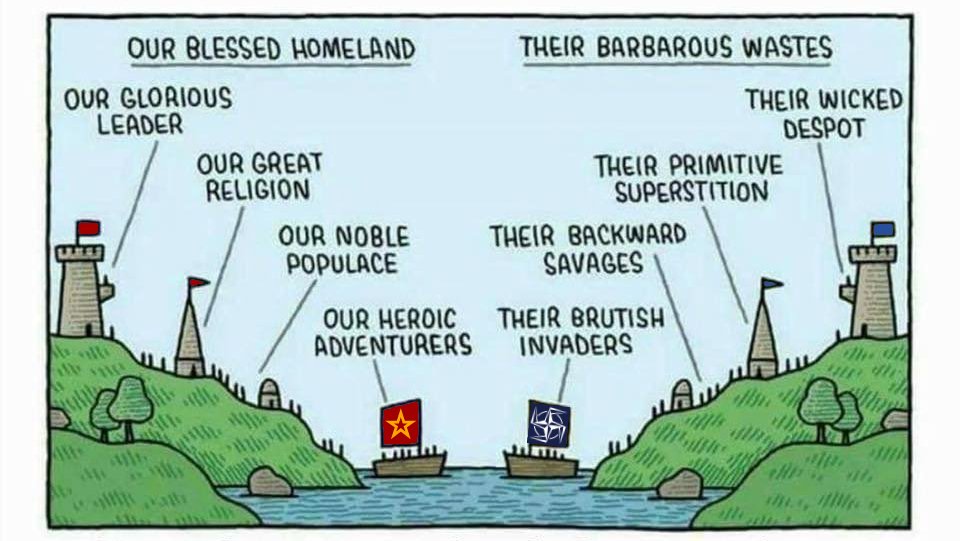 OUR BLESSED HOMELAND
THEIR BARBAROUS WASTES
OUR GLORIOUS
LEADER
OUR GREAT
RELIGION
OUR NOBLE
POPULACE
OUR HEROIC
ADVENTURERS
THEIR WICKED
DESPOT
THEIR PRIMITIVE
SUPERSTITION
THEIR BACKWARD
SAVAGES
THEIR BRUTISH
INVADERS